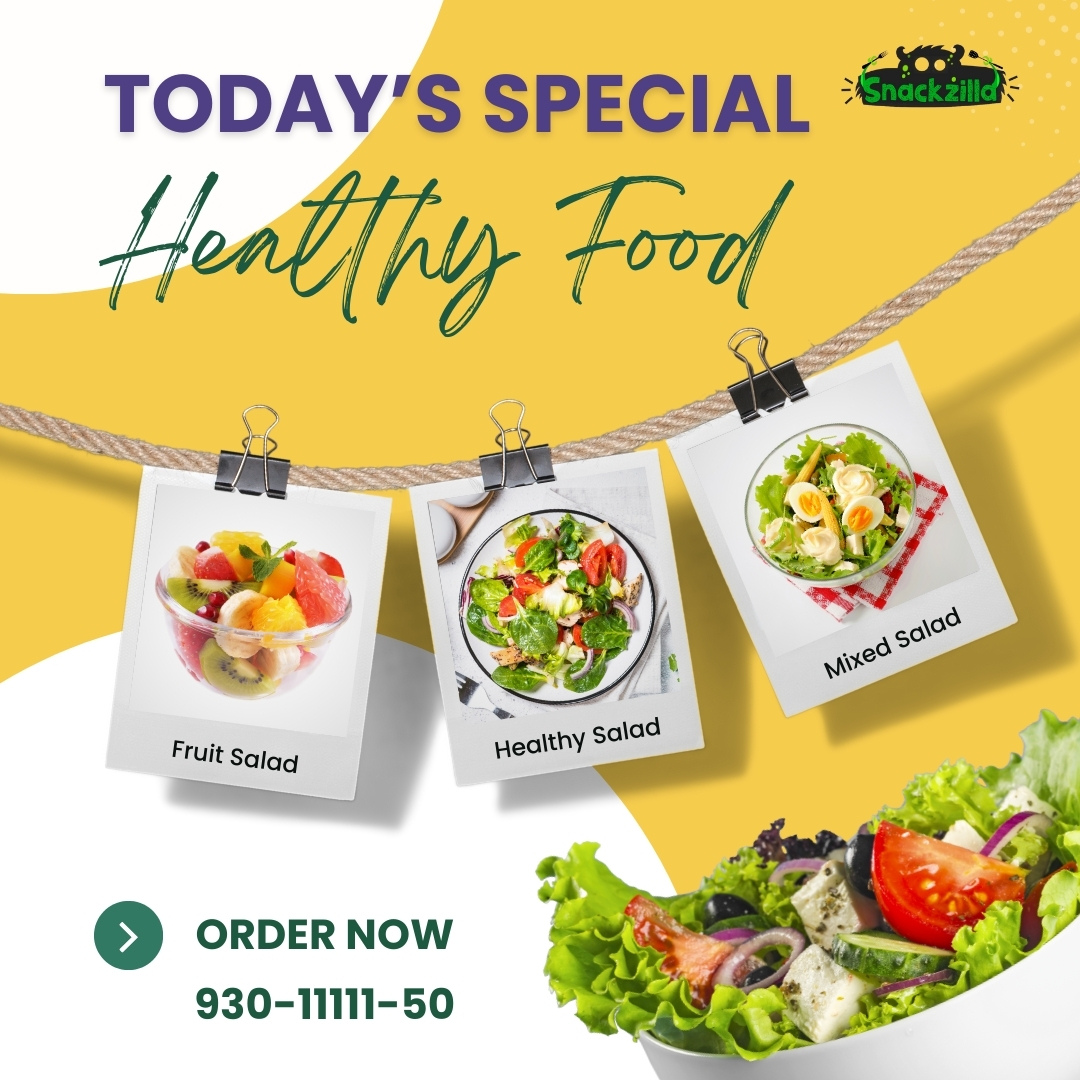 TODAY’S SPECIAL
Snackzilla
Healthy Food
Fruit Salad
Healthy Salad
Mixed Salad
ORDER NOW
930-11111-50